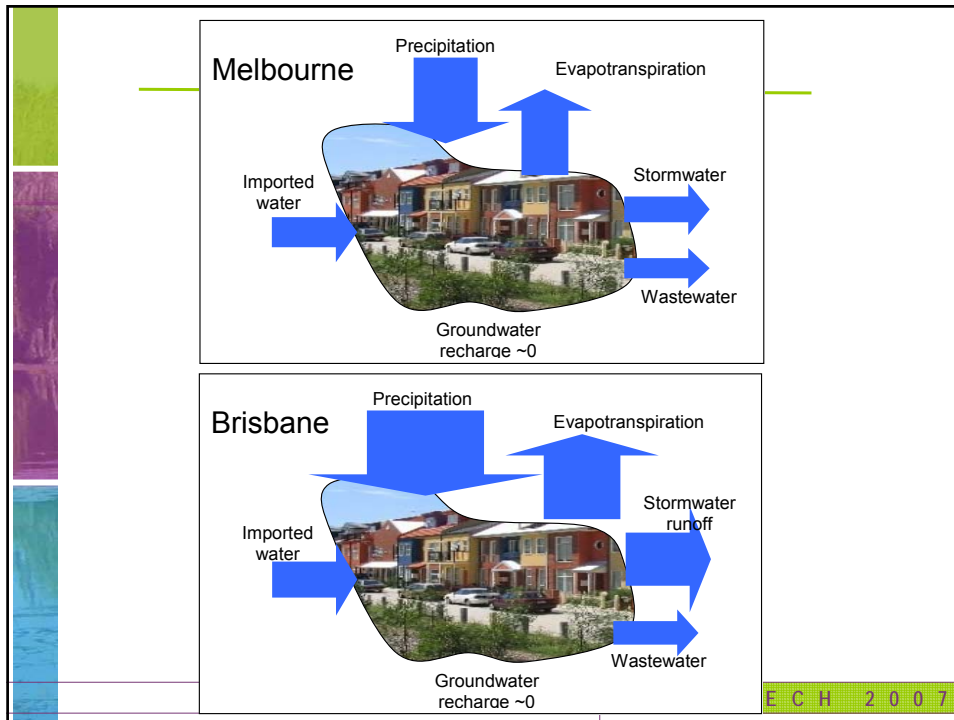 Precipitation
Melbourne
Evapotranspiration
Imported
water
Stormwater
Wastewater
Groundwater
recharge ~0
Precipitation
Brisbane
Evapotranspiration
Stormwater
runoff
Imported
water
Wastewater
Groundwater
recharge ~0
E C H 2 0 0 7